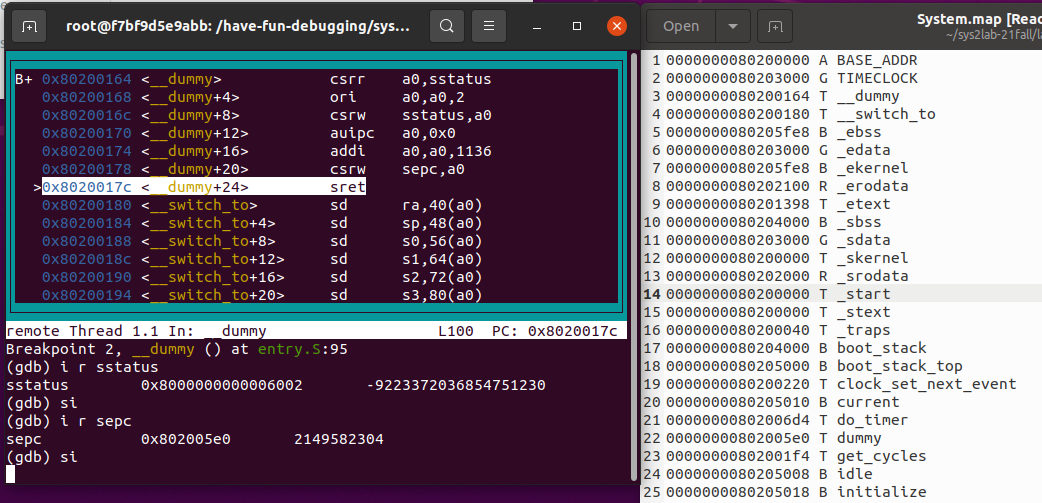 root@f7bf9d5e9abb: /have-fun-debugging/sys...
B+ 0x80200164 <__dummy> csrr a0,sstatus
0x80200168 <__dummy+4> ori a0,a0,2
0x8020016c <__dummy+8> csrw sstatus,a0
0x80200170 <__dummy+12> auipc a0,0x0
0x80200174 <__dummy+16> addi a0,a0,1136
0x80200178 <__dummy+20> csrw sepc,a0
>0x8020017c <__dummy+24> sret
0x80200180 <__switch_to> sd ra,40(a0)
0x80200184 <__switch_to+4> sd sp,48(a0)
0x80200188 <__switch_to+8> sd s0,56(a0)
0x8020018c <__switch_to+12> sd s1,64(a0)
0x80200190 <__switch_to+16> sd s2,72(a0)
0x80200194 <__switch_to+20> sd s3,80(a0)
remote Thread 1.1 In: __dummy L100 PC: 0x8020017c
Breakpoint 2, __dummy () at entry.S:95
(gdb) i r sstatus
sstatus 0x8000000000006002 -9223372036854751230
(gdb) si
(gdb) i r sepc
sepc 0x802005e0 2149582304
(gdb) si
Open
System.map [Read
~/sys2lab-21fall/la
1 0000000080200000 A BASE_ADDR
2 0000000080203000 G TIMECLOCK
3 0000000080200164 T __dummy
4 0000000080200180 T __switch_to
5 0000000080205fe8 B _ebss
6 0000000080203000 G _edata
7 0000000080205fe8 B _ekernel
8 0000000080202100 R _erodata
9 0000000080201398 T _etext
10 0000000080204000 B _sbss
11 0000000080203000 G _sdata
12 0000000080200000 T _skernel
13 0000000080202000 R _srodata
14 0000000080200000 T _start
15 0000000080200000 T _stext
16 0000000080200040 T _traps
17 0000000080204000 B boot_stack
18 0000000080205000 B boot_stack_top
19 0000000080200220 T clock_set_next_event
20 0000000080205010 B current
21 00000000802006d4 T do_timer
22 00000000802005e0 T dummy
23 00000000802001f4 T get_cycles
24 0000000080205008 B idle
25 0000000080205018 B initialize